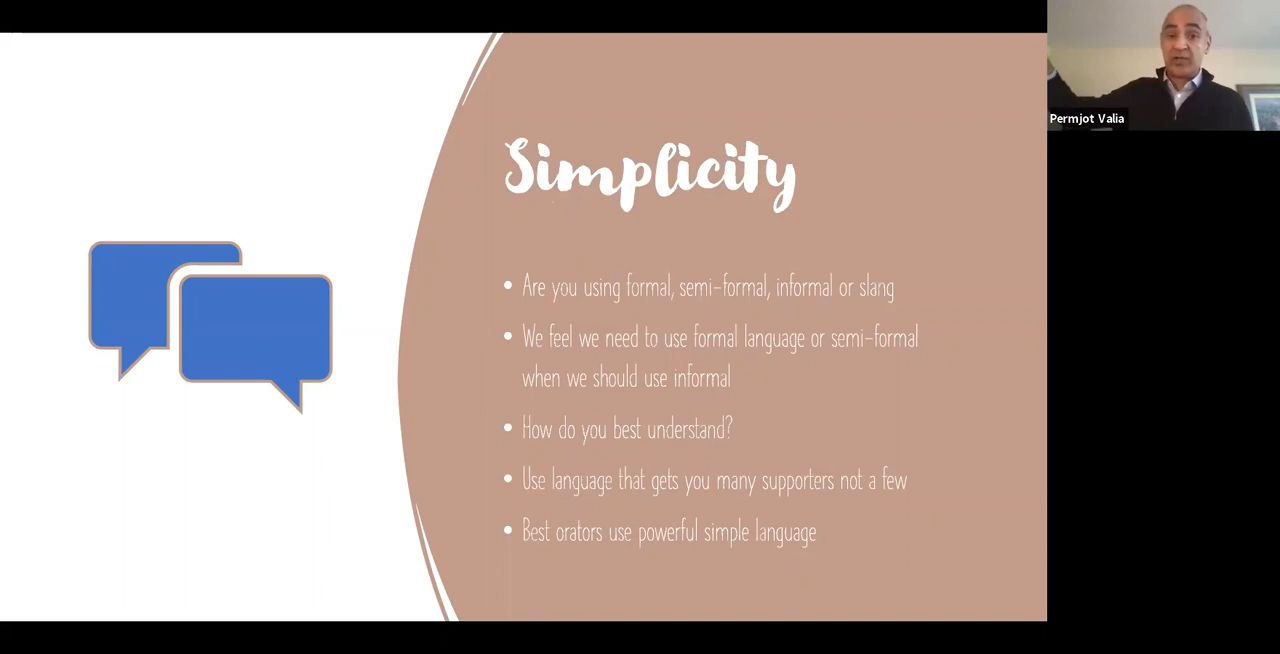 Simplicity
• Are you using formal, semi-formal, informal or slang
• We feel we need to use formal language or semi-formal
when we should use informal
• How do you best understand?
• Use language that gets you many supporters not a few
• Best orators use powerful simple language
Permjot Valia